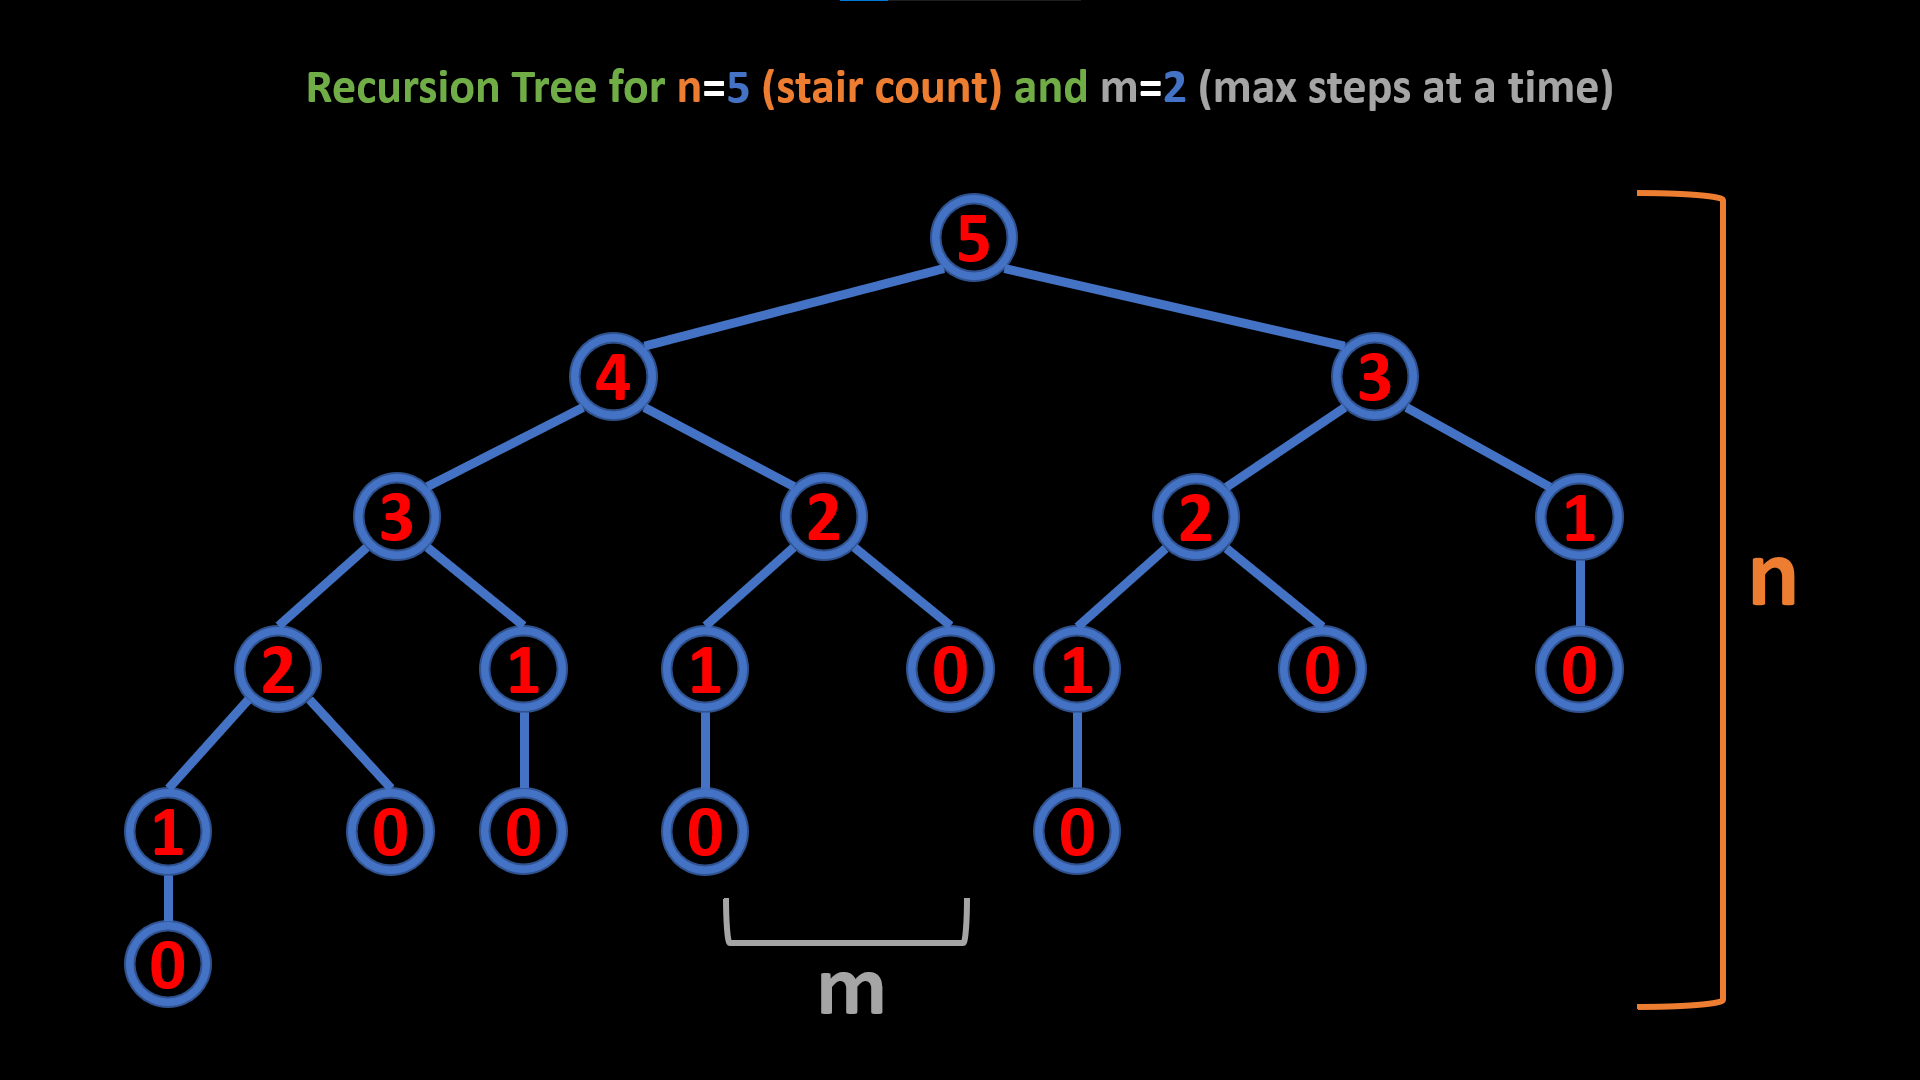 Recursion Tree for n=5 (stair count) and m=2 (max steps at a time)
5
4 3
3 2 2 1
n
2 1 1 0 1 0 0
1 0 0 0 0
0
m